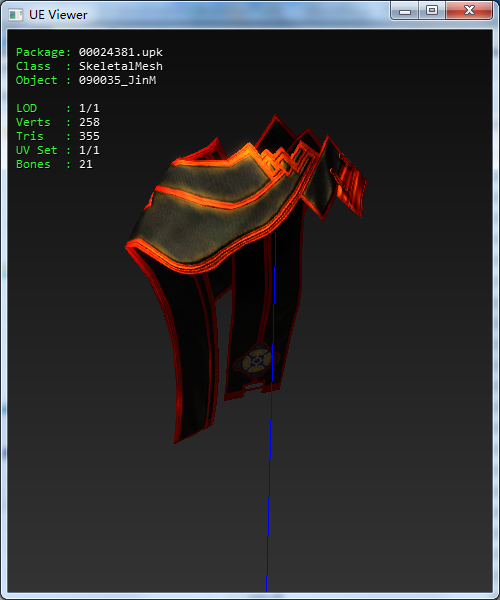 UE Viewer
Package: 00024381.upk
Class : SkeletalMesh
Object : 090035_JinM
LOD : 1/1
Verts : 258
Tris : 355
UV Set : 1/1
Bones : 21